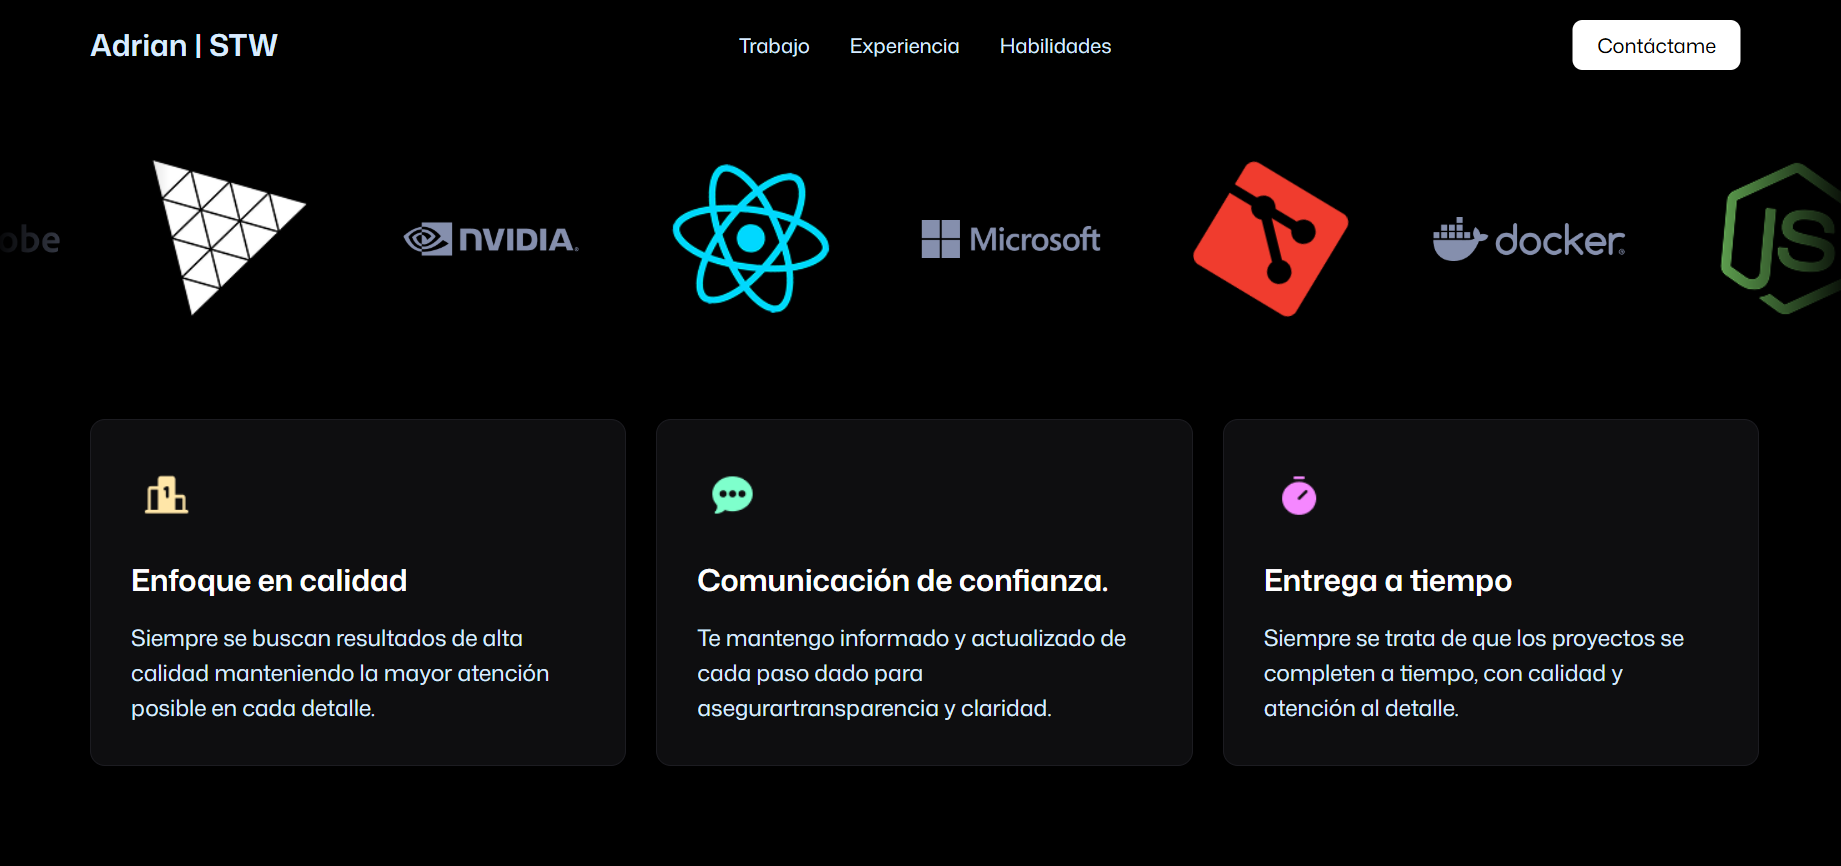 Adrian | STW
Trabajo
Experiencia
Habilidades
Contáctame
obe
NVIDIA.
Microsoft
docker.
JS
1
Enfoque en calidad
Siempre se buscan resultados de alta
calidad manteniendo la mayor atención
posible en cada detalle.
Comunicación de confianza.
Te mantengo informado y actualizado de
cada paso dado para
asegurartransparencia y claridad.
Entrega a tiempo
Siempre se trata de que los proyectos se
completen a tiempo, con calidad y
atención al detalle.